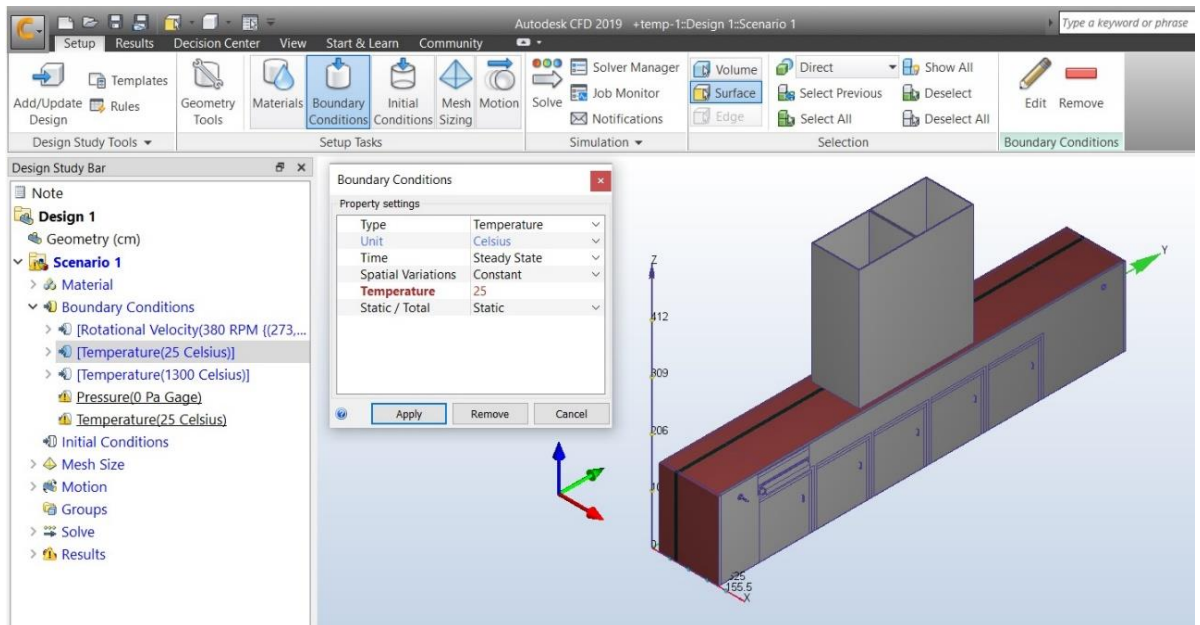 Autodesk CFD 2019 +temp-1::Design 1::Scenario 1
Type a keyword or phrase
Setup Results Decision Center View Start & Learn Community
Add/Update Design
Templates
Rules
Design Study Tools
Geometry Tools
Materials
Boundary Conditions
Initial Conditions
Mesh Sizing
Motion
Setup Tasks
Solve
Solver Manager
Job Monitor
Notifications
Simulation
Volume
Surface
Edge
Direct
Select Previous
Select All
Show All
Deselect
Deselect All
Selection
Edit
Remove
Boundary Conditions
Design Study Bar
Note
Design 1
Geometry (cm)
Scenario 1
Material
Boundary Conditions
[Rotational Velocity(380 RPM {(273,...
[Temperature(25 Celsius)]
[Temperature(1300 Celsius)]
Pressure(0 Pa Gage)
Temperature(25 Celsius)
Initial Conditions
Mesh Size
Motion
Groups
Solve
Results
Boundary Conditions
Property settings
Type Temperature
Unit Celsius
Time Steady State
Spatial Variations Constant
Temperature 25
Static / Total Static
Apply Remove Cancel
Z
Y
412
309
206
0
155.5
X